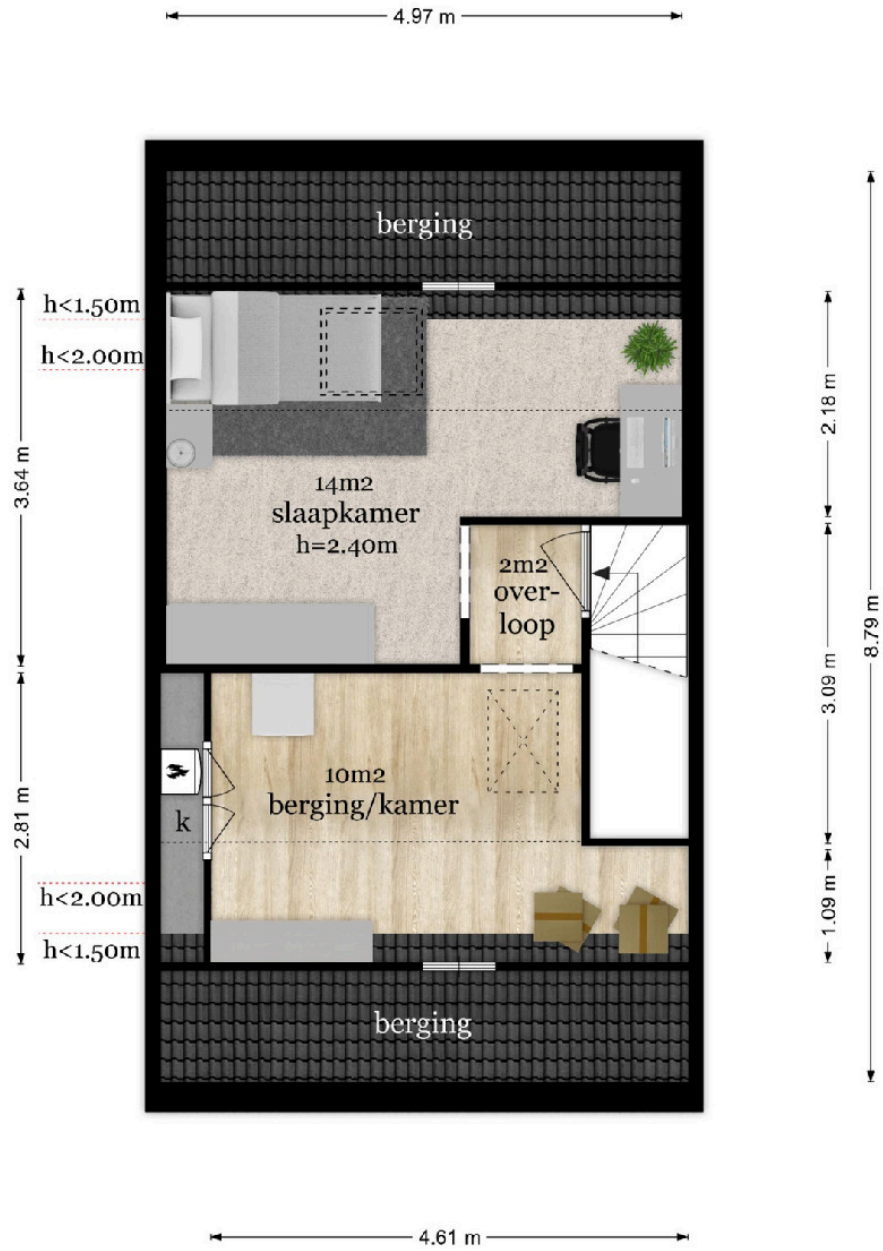 4.97 m
berging
h<1.50m
h<2.00m
2.18 m
3.64 m
14m2
slaapkamer
h=2.40m
2m2
over-
loop
8.79 m
3.09 m
10m2
berging/kamer
2.81 m
k
h<2.00m
1.09 m
h<1.50m
berging
4.61 m